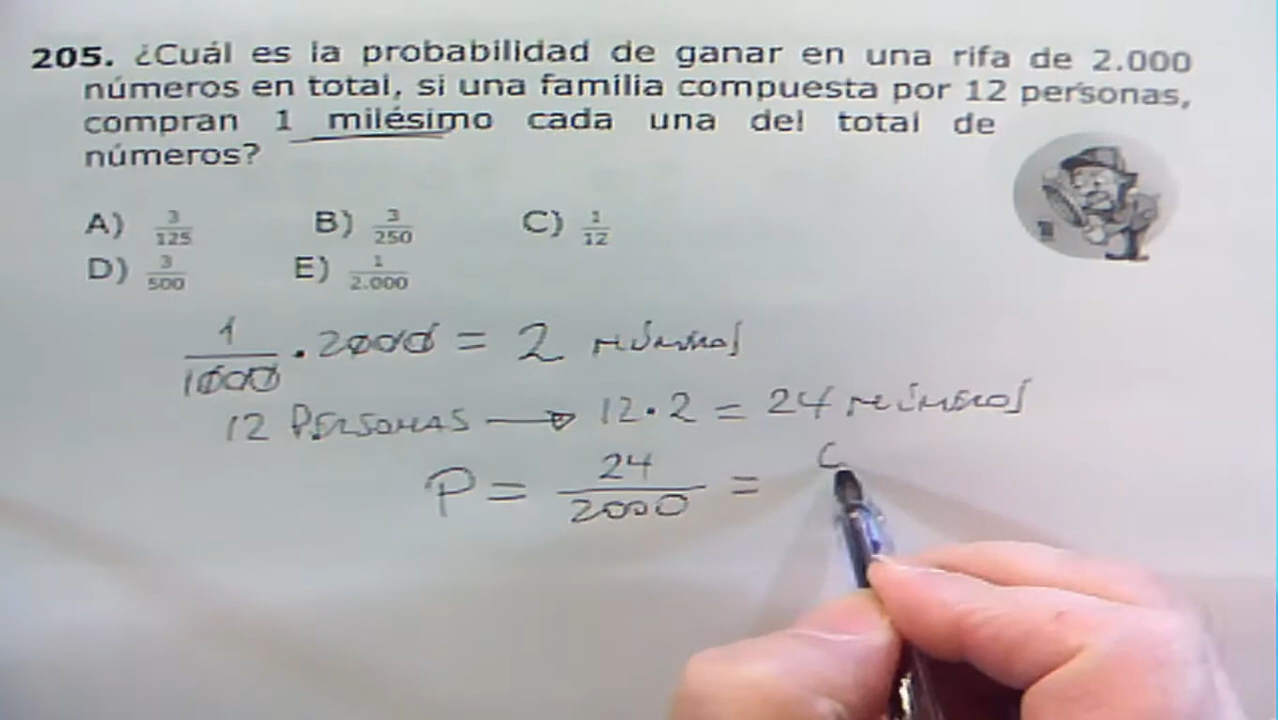 205. ¿Cuál es la probabilidad de ganar en una rifa de 2.000
números en total, si una familia compuesta por 12 personas,
compran 1 milésimo cada una del total de
números?
A) 3/125 B) 3/250 C) 1/12
D) 3/500 E) 1/2.000
1/1000 · 2000 = 2 números
12 PERSONAS → 12 · 2 = 24 números
P = 24/2000 =